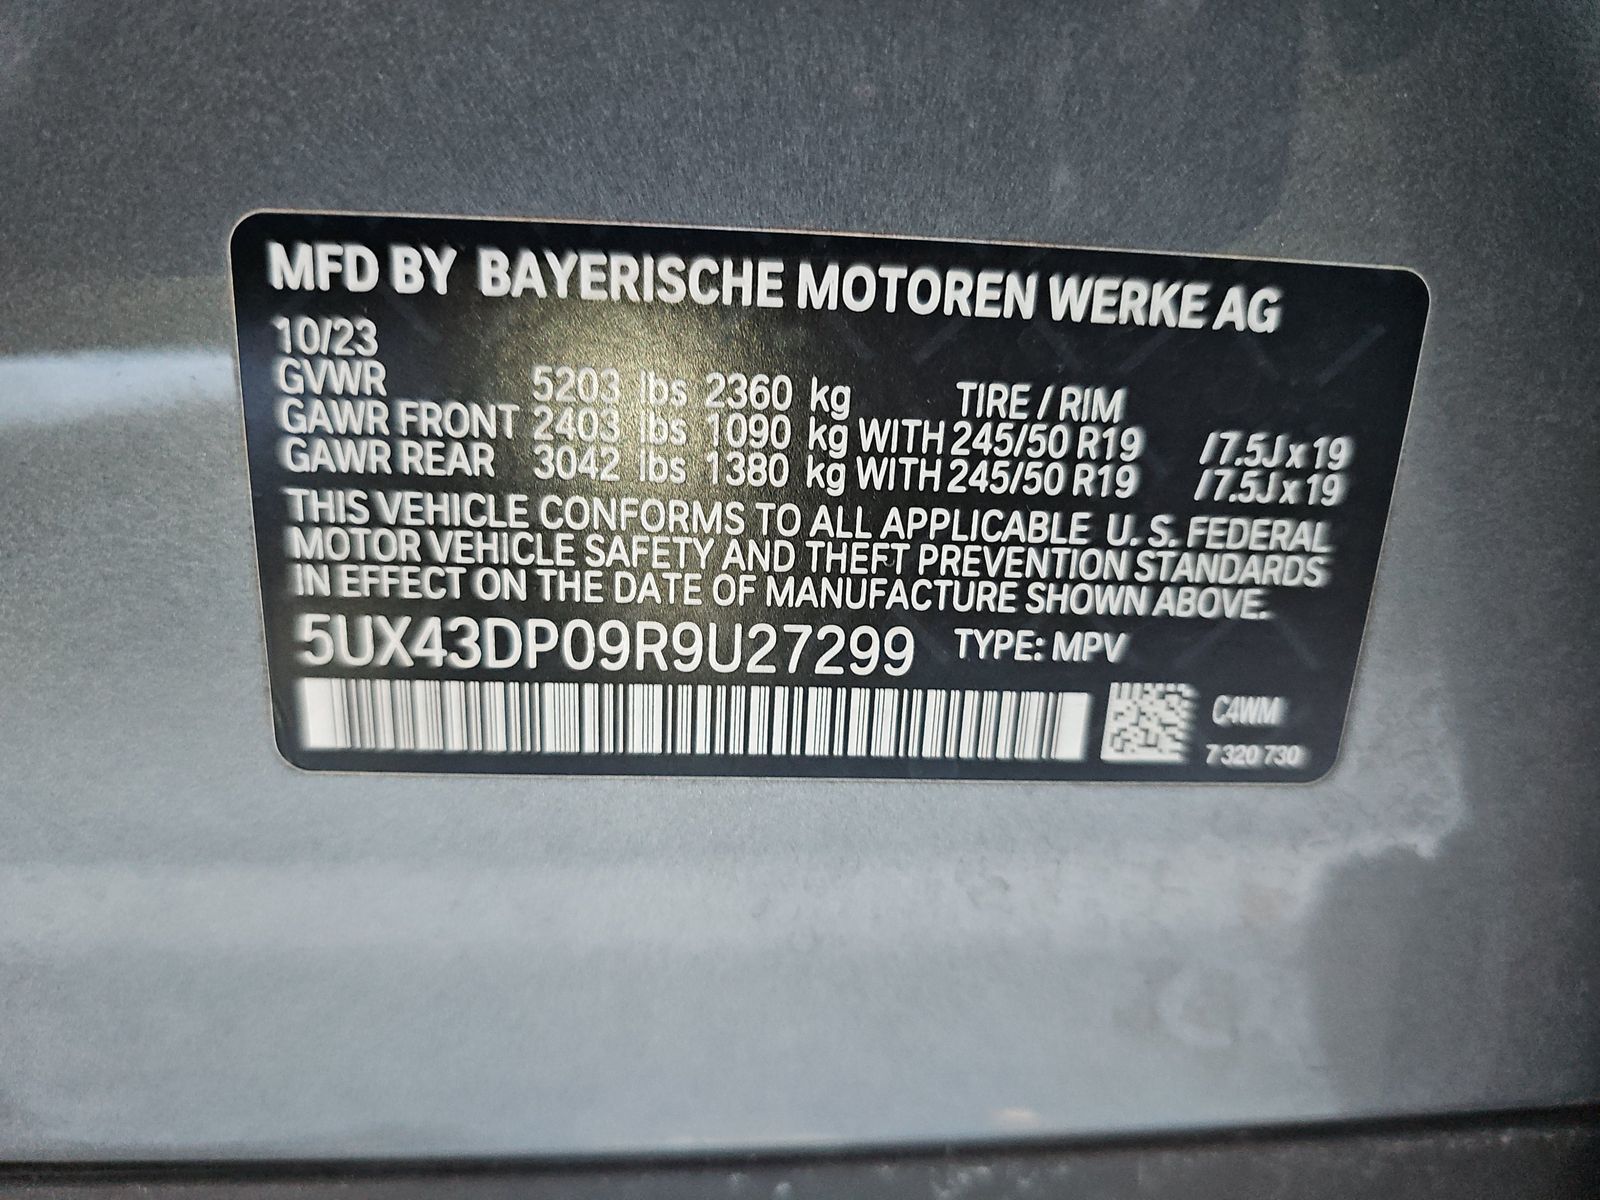 MFD BY BAYERISCHE MOTOREN WERKE AG
10/23
GVWR 5203 lbs 2360 kg TIRE / RIM
GAWR FRONT 2403 lbs 1090 kg WITH 245/50 R19 /7.5J x 19
GAWR REAR 3042 lbs 1380 kg WITH 245/50 R19 /7.5J x 19
THIS VEHICLE CONFORMS TO ALL APPLICABLE U. S. FEDERAL
MOTOR VEHICLE SAFETY AND THEFT PREVENTION STANDARDS
IN EFFECT ON THE DATE OF MANUFACTURE SHOWN ABOVE.
5UX43DP09R9U27299 TYPE: MPV
C4WM
7 320 730